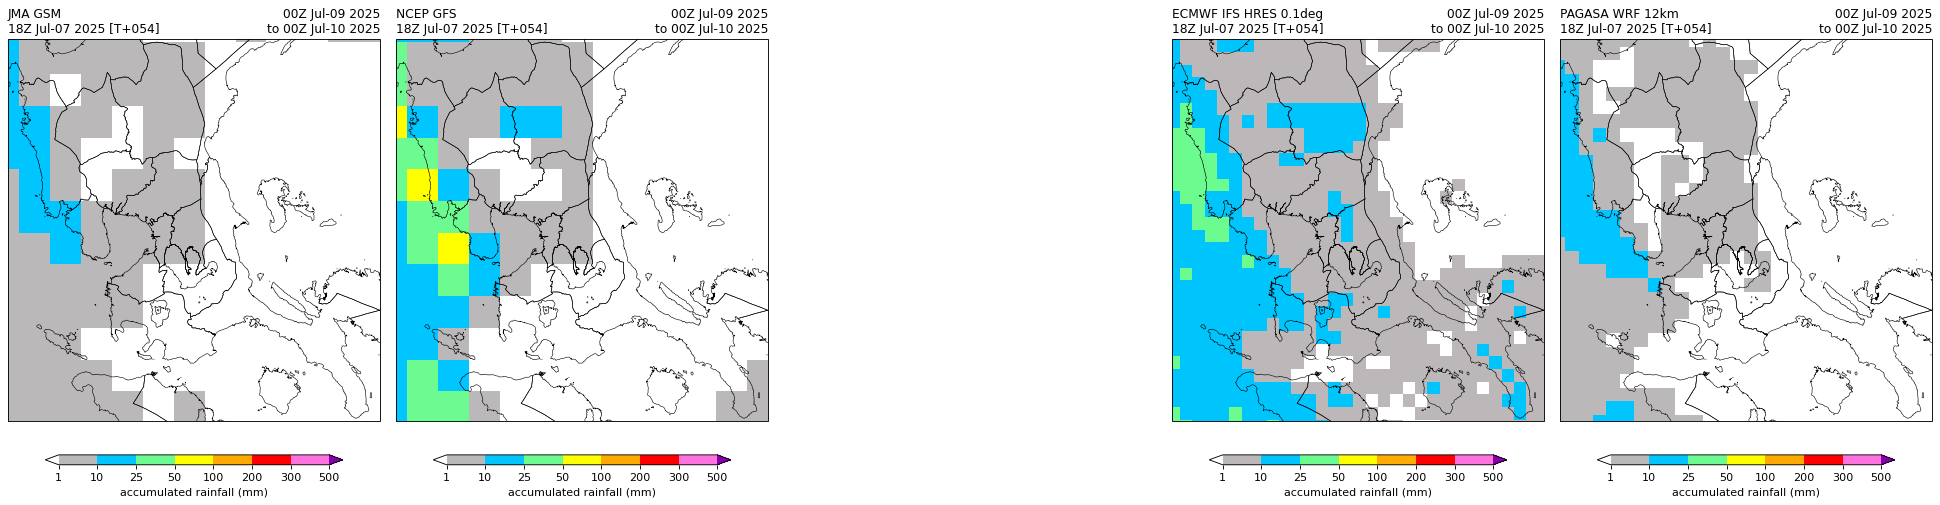 JMA GSM 00Z Jul-09 2025
18Z Jul-07 2025 [T+054] to 00Z Jul-10 2025
1 10 25 50 100 200 300 500
accumulated rainfall (mm)
NCEP GFS 00Z Jul-09 2025
18Z Jul-07 2025 [T+054] to 00Z Jul-10 2025
1 10 25 50 100 200 300 500
accumulated rainfall (mm)
ECMWF IFS HRES 0.1deg 00Z Jul-09 2025
18Z Jul-07 2025 [T+054] to 00Z Jul-10 2025
1 10 25 50 100 200 300 500
accumulated rainfall (mm)
PAGASA WRF 12km 00Z Jul-09 2025
18Z Jul-07 2025 [T+054] to 00Z Jul-10 2025
1 10 25 50 100 200 300 500
accumulated rainfall (mm)